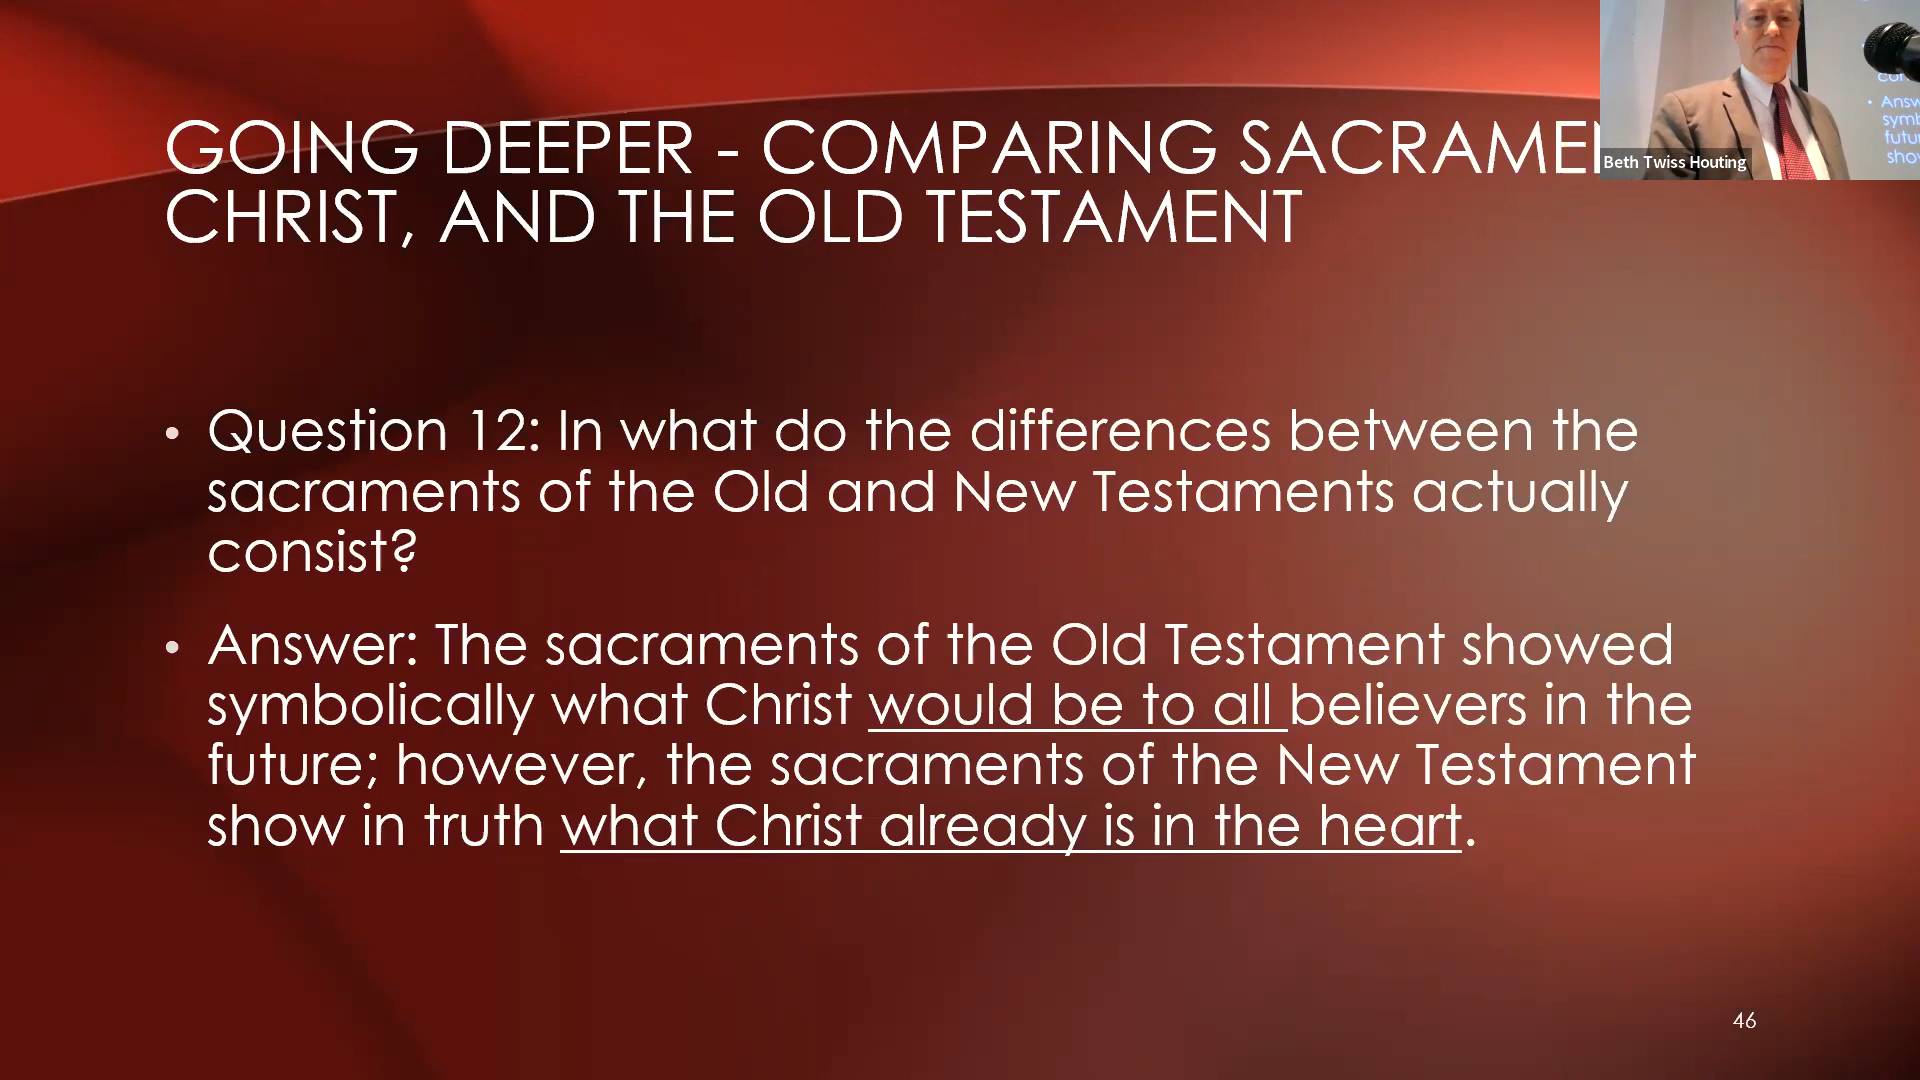 GOING DEEPER - COMPARING
CHRIST, AND THE OLD TESTAMENT
Beth Twiss Houting
• Question 12: In what do the differences between the
sacraments of the Old and New Testaments actually
consist?
• Answer: The sacraments of the Old Testament showed
symbolically what Christ would be to all believers in the
future; however, the sacraments of the New Testament
show in truth what Christ already is in the heart.
46